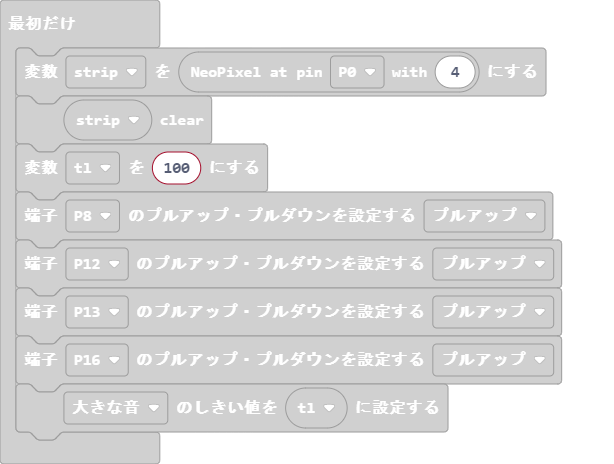 最初だけ
変数 strip を NeoPixel at pin P0 with 4 にする
strip clear
変数 t1 を 100 にする
端子 P8 のプルアップ・プルダウンを設定する プルアップ
端子 P12 のプルアップ・プルダウンを設定する プルアップ
端子 P13 のプルアップ・プルダウンを設定する プルアップ
端子 P16 のプルアップ・プルダウンを設定する プルアップ
大きな音 のしきい値を t1 に設定する